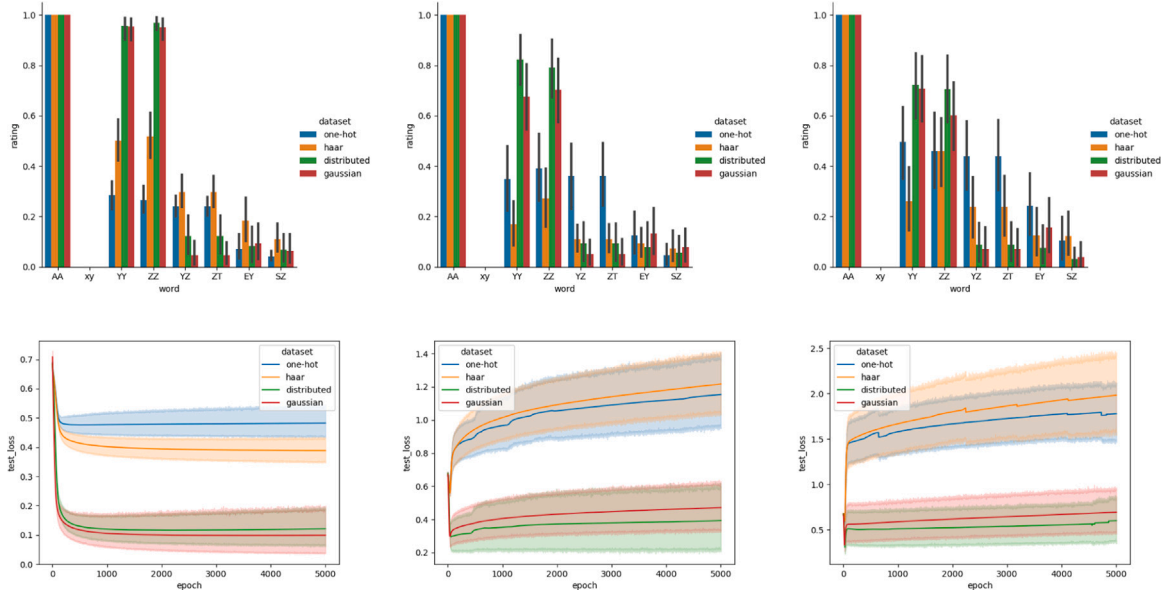 1.0
0.8
0.6
0.4
0.2
0.0
rating
AA xy YY ZZ YZ ZT EY SZ
word
dataset
one-hot
haar
distributed
gaussian
1.0
0.8
0.6
0.4
0.2
0.0
rating
AA xy YY ZZ YZ ZT EY SZ
word
dataset
one-hot
haar
distributed
gaussian
1.0
0.8
0.6
0.4
0.2
0.0
rating
AA xy YY ZZ YZ ZT EY SZ
word
dataset
one-hot
haar
distributed
gaussian
0.7
0.6
0.5
0.4
0.3
0.2
0.1
0.0
test_loss
0 1000 2000 3000 4000 5000
epoch
dataset
one-hot
haar
distributed
gaussian
1.4
1.2
1.0
0.8
0.6
0.4
0.2
test_loss
0 1000 2000 3000 4000 5000
epoch
dataset
one-hot
haar
distributed
gaussian
2.5
2.0
1.5
1.0
0.5
test_loss
0 1000 2000 3000 4000 5000
epoch
dataset
one-hot
haar
distributed
gaussian